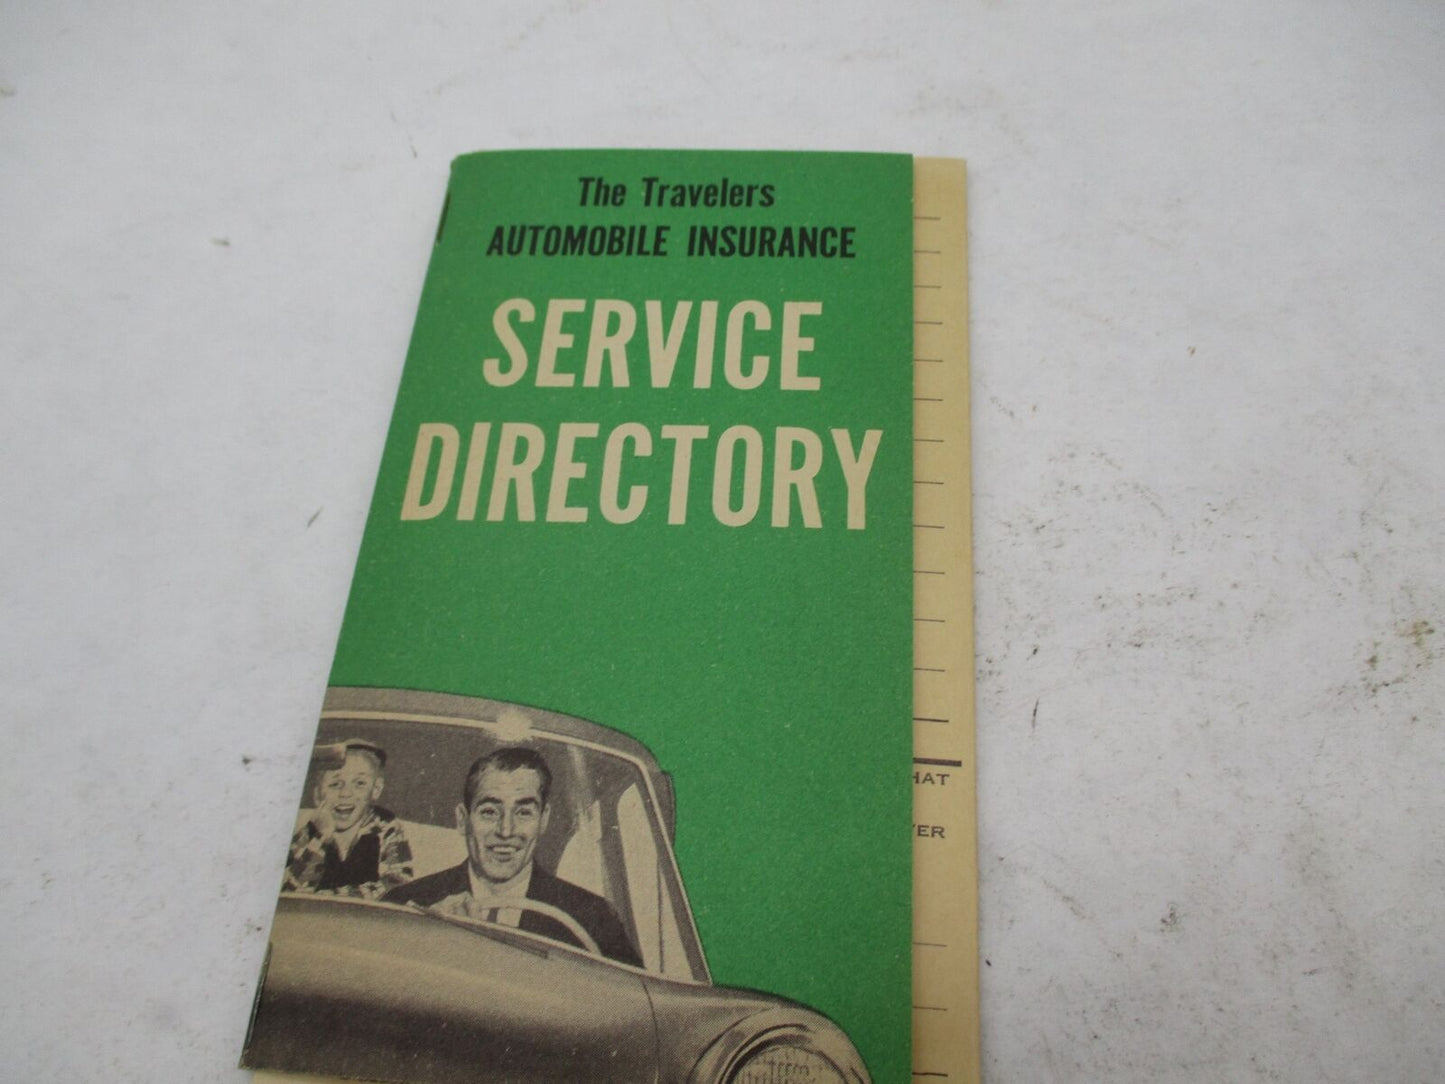 The Travelers
AUTOMOBILE INSURANCE
SERVICE
DIRECTORY